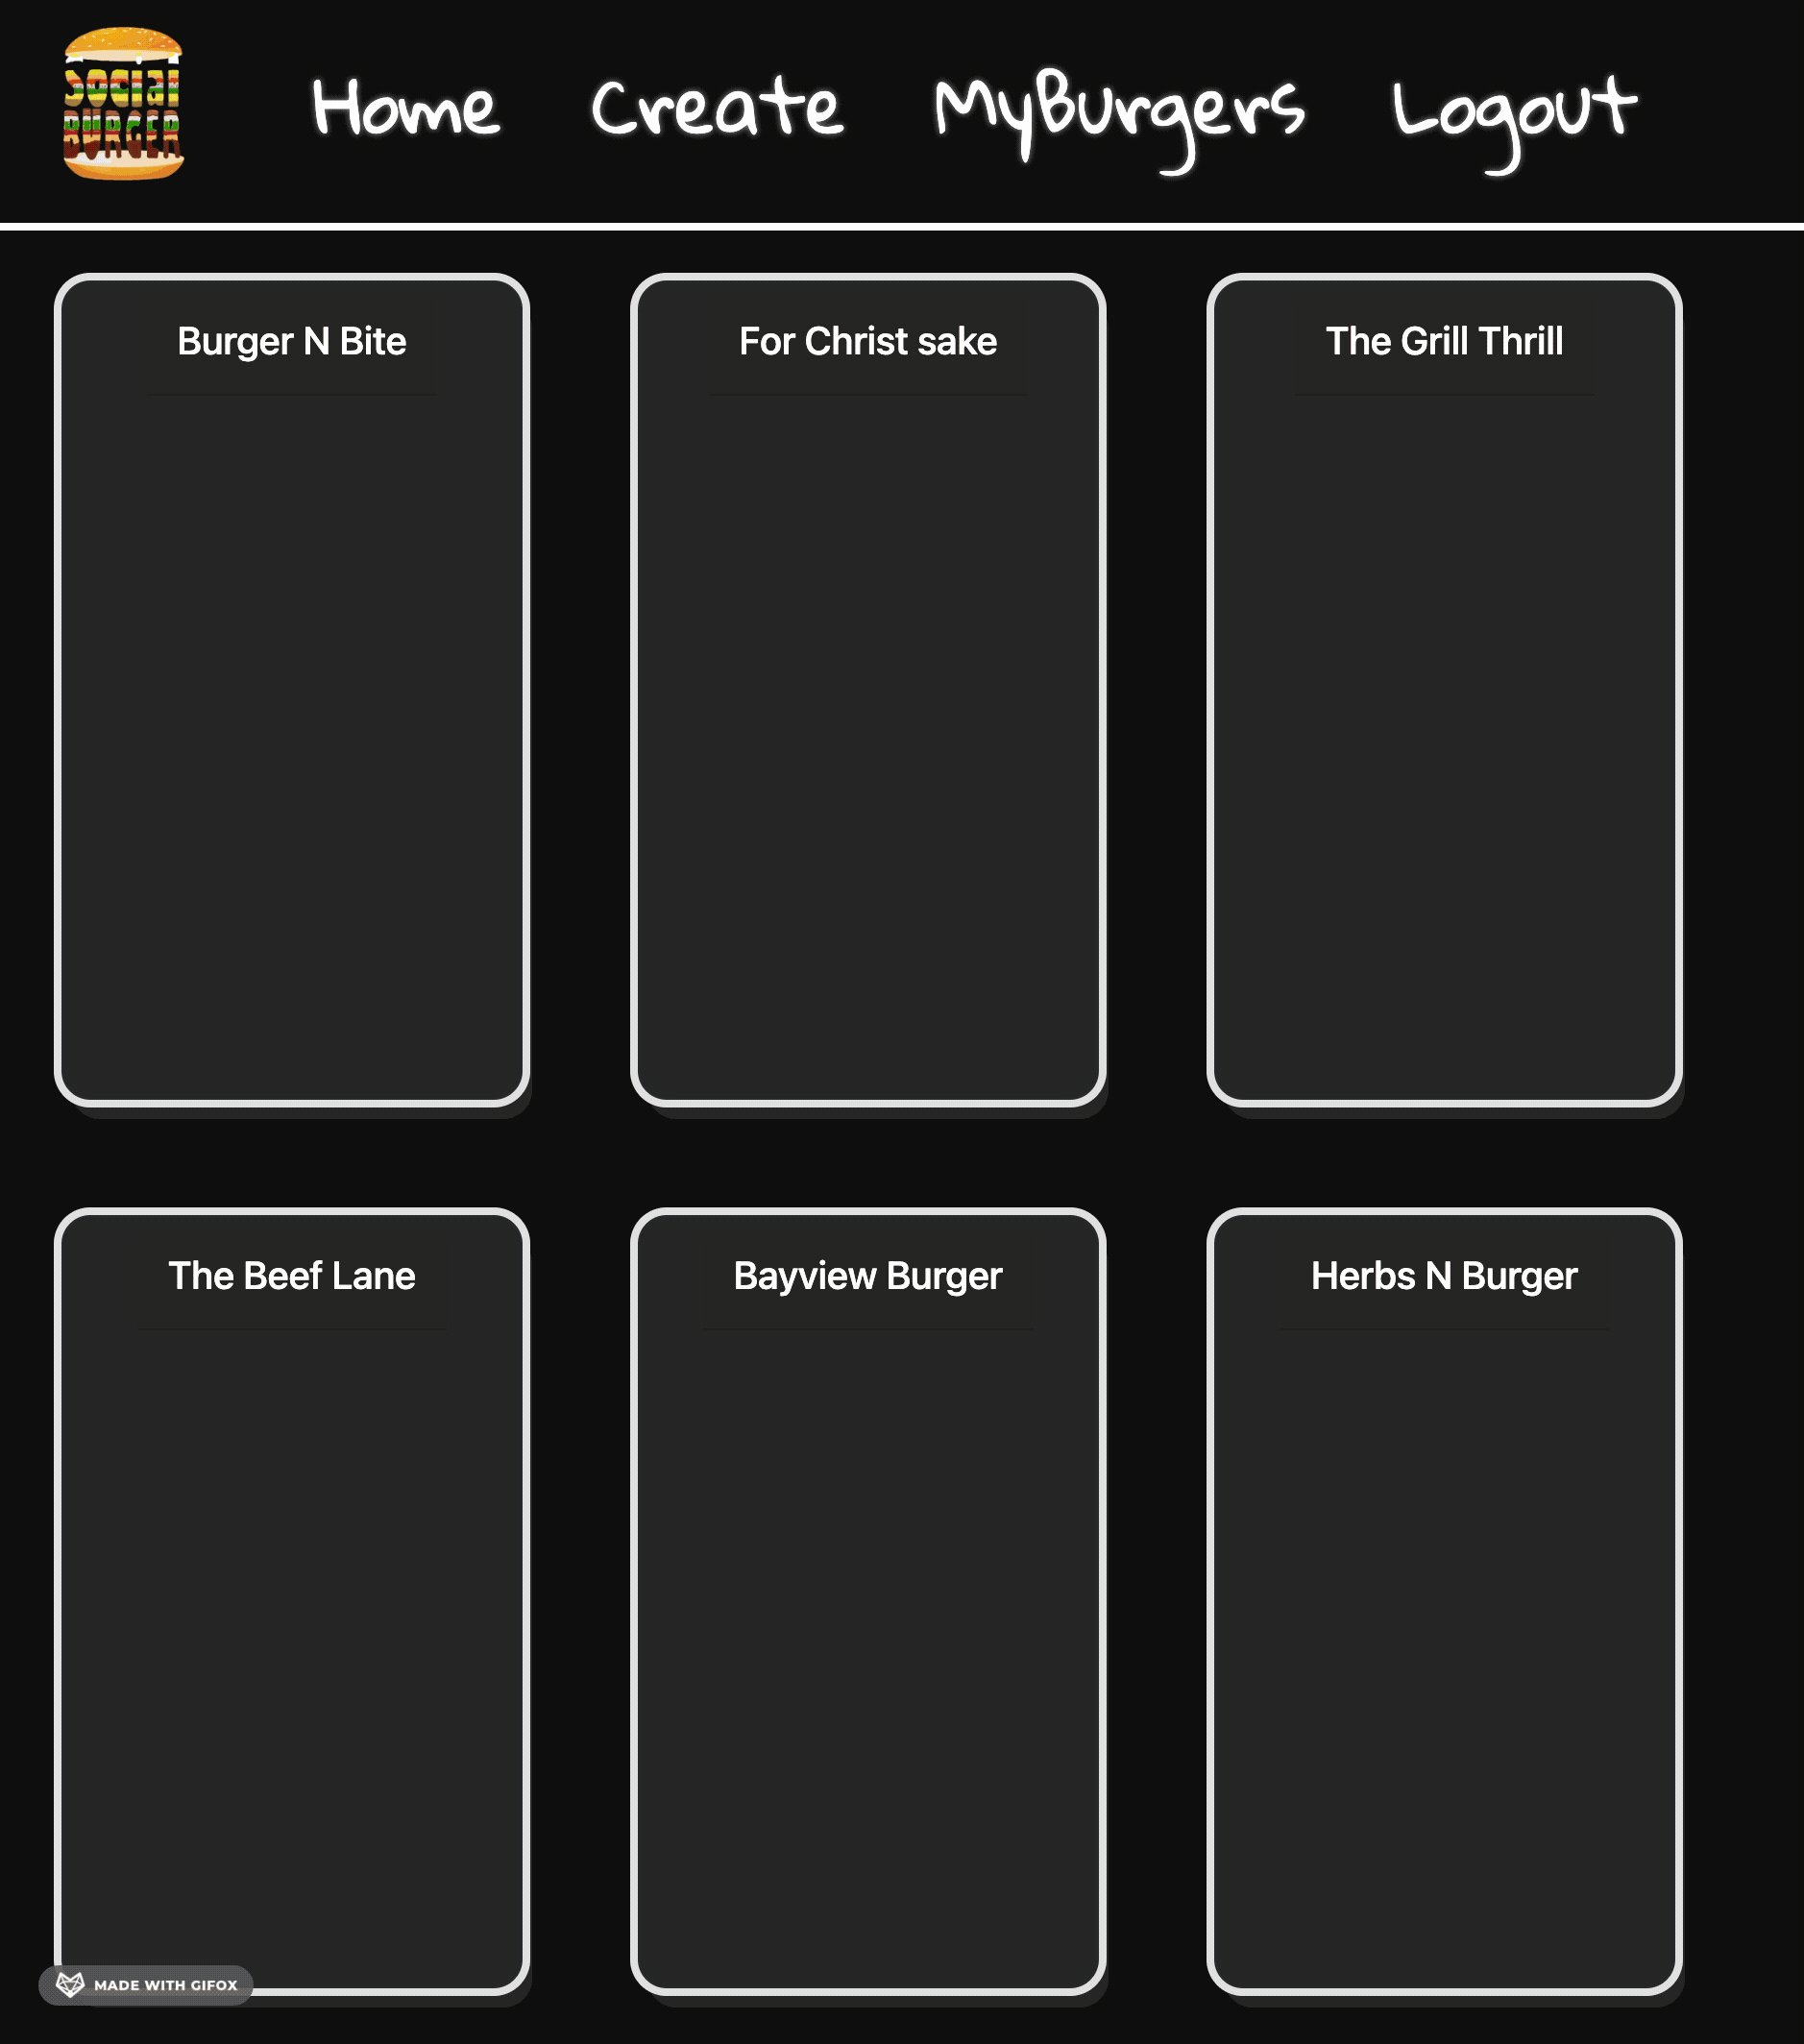 SOCIAL
BURGER
Home Create MyBurgers Logout
Burger N Bite For Christ sake The Grill Thrill
The Beef Lane Bayview Burger Herbs N Burger
MADE WITH GIFOX